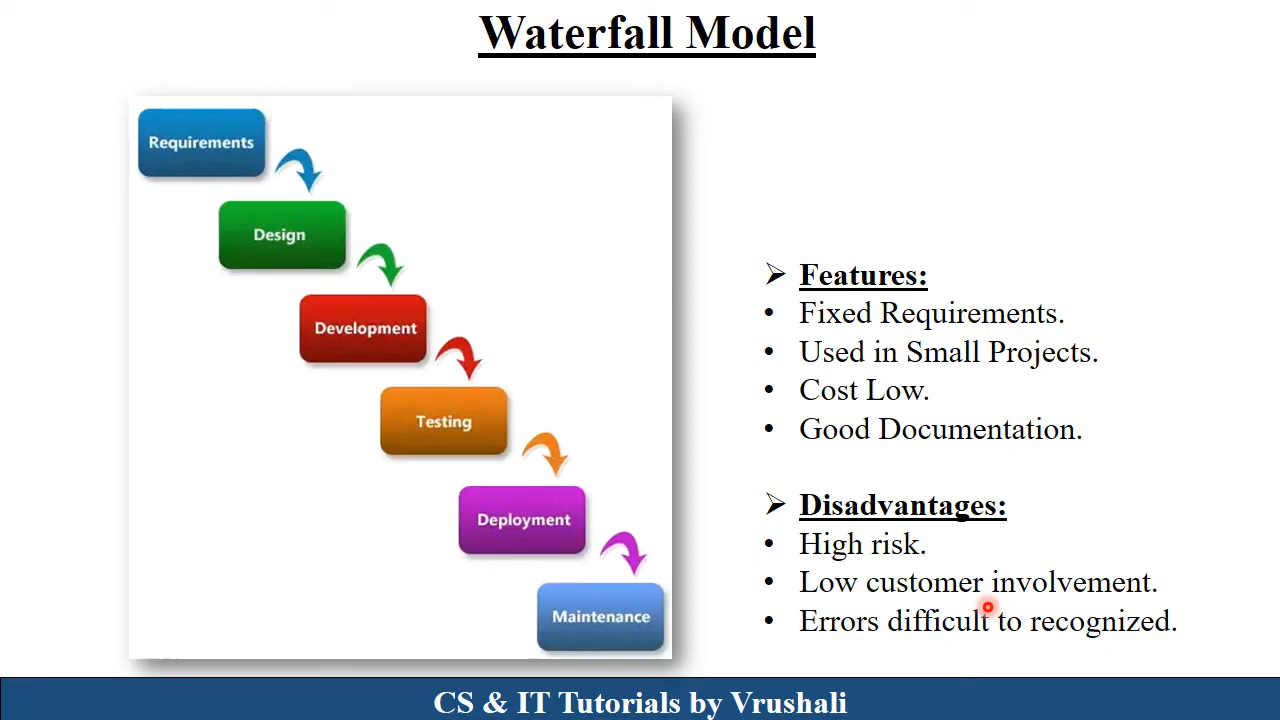 Waterfall Model
Requirements
Design
Development
Testing
Deployment
Maintenance
➢ Features:
• Fixed Requirements.
• Used in Small Projects.
• Cost Low.
• Good Documentation.
➢ Disadvantages:
• High risk.
• Low customer involvement.
• Errors difficult to recognized.
CS & IT Tutorials by Vrushali